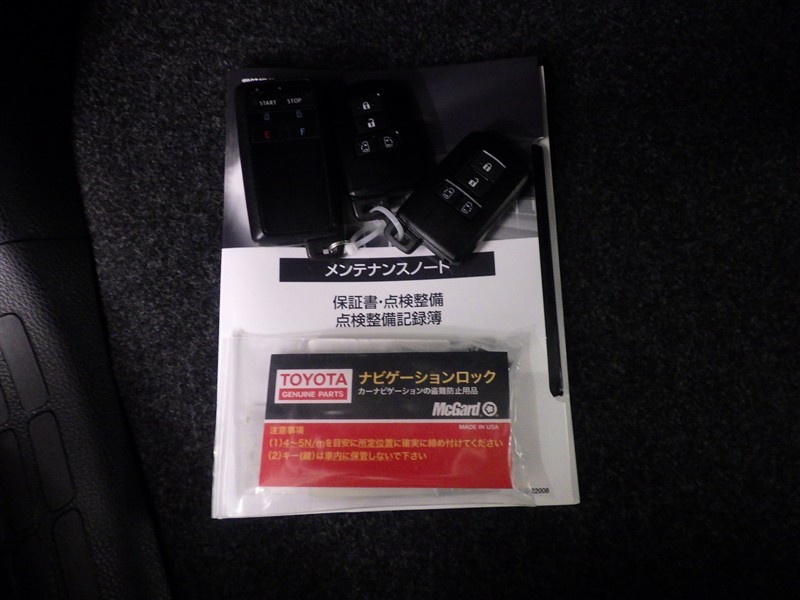 START STOP
E F
メンテナンスノート
保証書・点検整備
点検整備記録簿
TOYOTA
GENUINE PARTS
ナビゲーションロック
カーナビゲーションの盗難防止用品
McGard
MADE IN USA
注意事項
(1)4～5N/mを目安に所定位置に確実に締め付けてください
(2)キー(鍵)は車内に保管しないで下さい